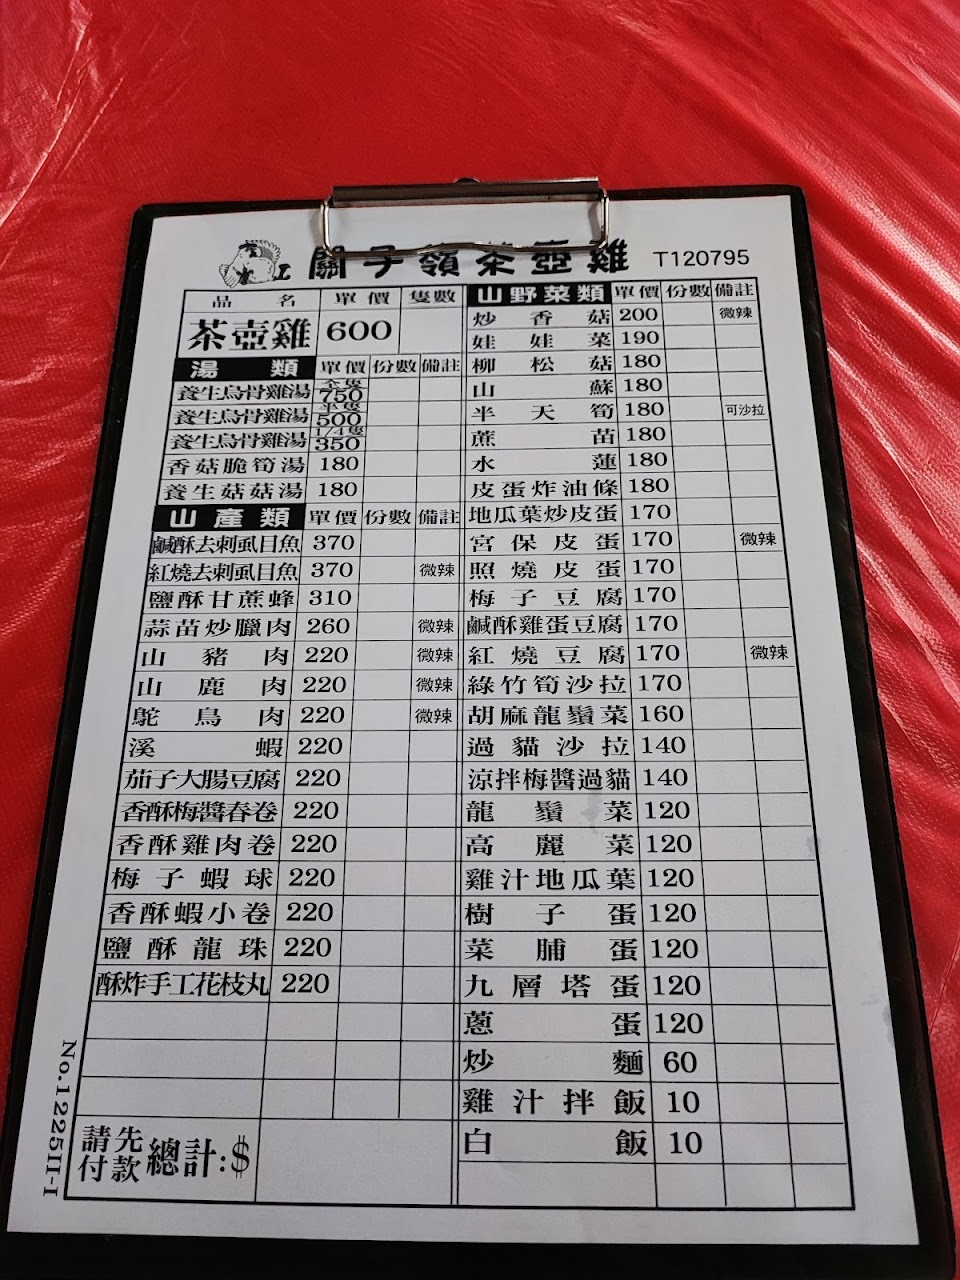 關子嶺茶壺雞 T120795
品名 單價 隻數
茶壺雞 600
湯類 單價 份數 備註
養生烏骨雞湯 全隻 750
養生烏骨雞湯 半隻 500
養生烏骨雞湯 1/4隻 350
香菇脆筍湯 180
養生菇菇湯 180
山產類 單價 份數 備註
鹹酥去刺虱目魚 370
紅燒去刺虱目魚 370 微辣
鹽酥甘蔗蜂 310
蒜苗炒臘肉 260 微辣
山豬肉 220 微辣
山鹿肉 220 微辣
鴕鳥肉 220 微辣
溪蝦 220
茄子大腸豆腐 220
香酥梅醬春卷 220
香酥雞肉卷 220
梅子蝦球 220
香酥蝦小卷 220
鹽酥龍珠 220
酥炸手工花枝丸 220
請先付款 總計:$
No.1225II-I
山野菜類 單價 份數 備註
炒香菇 200 微辣
娃娃菜 190
柳松菇 180
山蘇 180
半天筍 180 可沙拉
蔗苗 180
水蓮 180
皮蛋炸油條 180
地瓜葉炒皮蛋 170
宮保皮蛋 170 微辣
照燒皮蛋 170
梅子豆腐 170
鹹酥雞蛋豆腐 170
紅燒豆腐 170 微辣
綠竹筍沙拉 170
胡麻龍鬚菜 160
過貓沙拉 140
涼拌梅醬過貓 140
龍鬚菜 120
高麗菜 120
雞汁地瓜葉 120
樹子蛋 120
菜脯蛋 120
九層塔蛋 120
蔥蛋 120
炒麵 60
雞汁拌飯 10
白飯 10